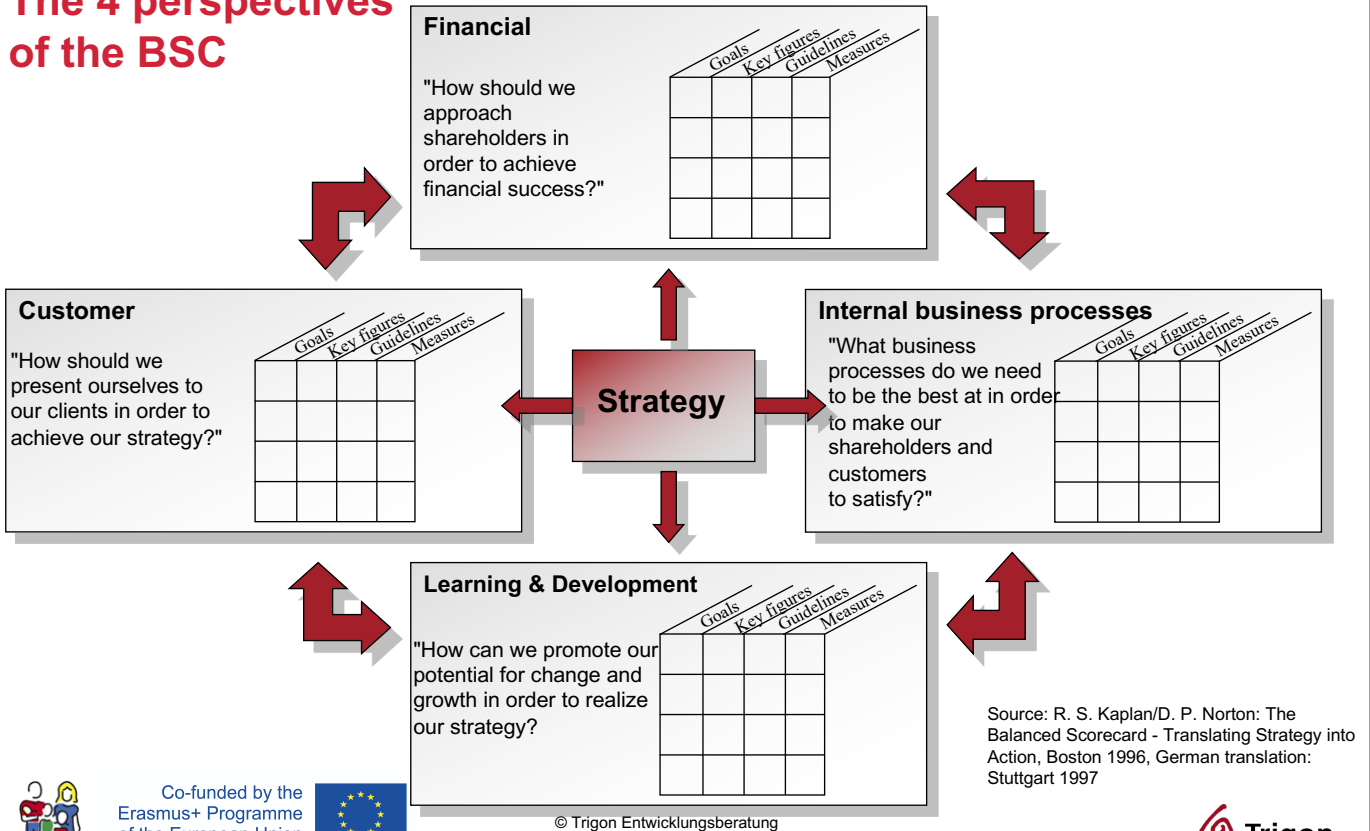 The 4 perspectives
of the BSC
Financial
"How should we
approach
shareholders in
order to achieve
financial success?"
Goals
Key figures
Guidelines
Measures
Customer
"How should we
present ourselves to
our clients in order to
achieve our strategy?"
Goals
Key figures
Guidelines
Measures
Strategy
Internal business processes
"What business
processes do we need
to be the best at in order
to make our
shareholders and
customers
to satisfy?"
Goals
Key figures
Guidelines
Measures
Learning & Development
"How can we promote our
potential for change and
growth in order to realize
our strategy?
Goals
Key figures
Guidelines
Measures
Source: R. S. Kaplan/D. P. Norton: The
Balanced Scorecard - Translating Strategy into
Action, Boston 1996, German translation:
Stuttgart 1997
Co-funded by the
Erasmus+ Programme
of the European Union
© Trigon Entwicklungsberatung
Trigon